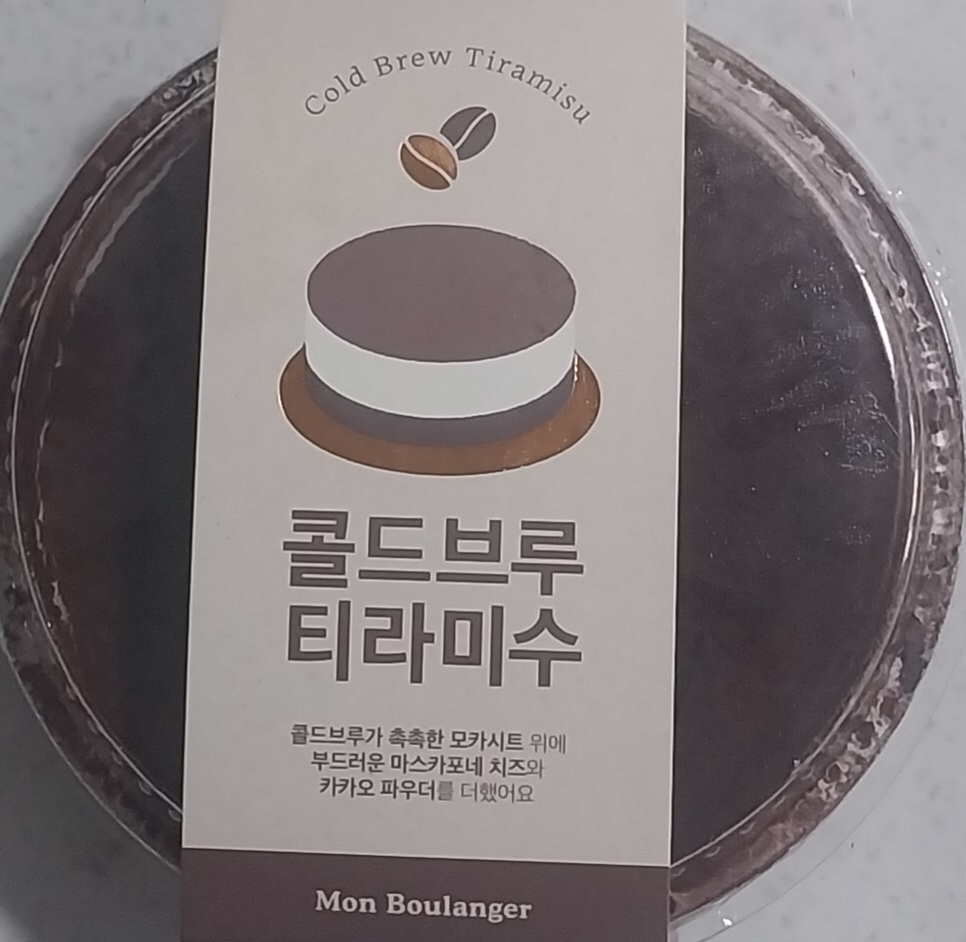 Cold Brew Tiramisu
콜드브루
티라미수
콜드브루가 촉촉한 모카시트 위에
부드러운 마스카포네 치즈와
카카오 파우더를 더했어요
Mon Boulanger